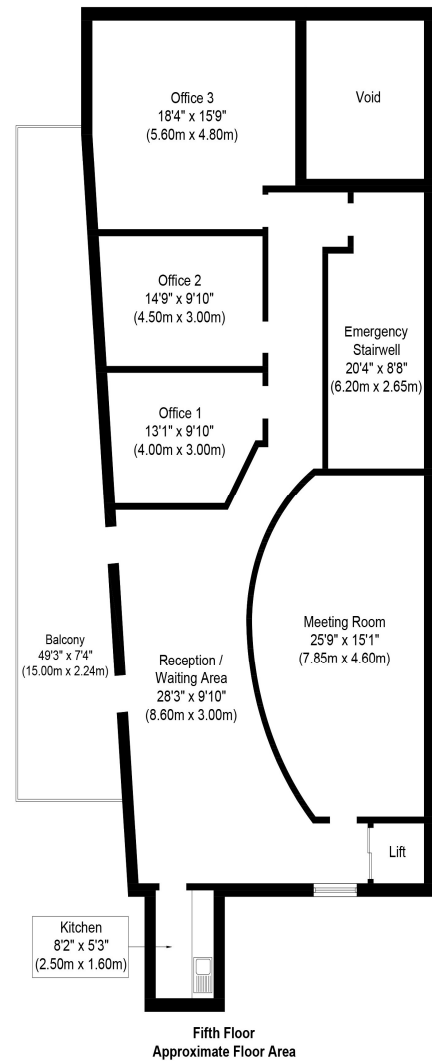 Office 3
18'4" x 15'9"
(5.60m x 4.80m)
Void
Office 2
14'9" x 9'10"
(4.50m x 3.00m)
Emergency
Stairwell
20'4" x 8'8"
(6.20m x 2.65m)
Office 1
13'1" x 9'10"
(4.00m x 3.00m)
Balcony
49'3" x 7'4"
(15.00m x 2.24m)
Reception /
Waiting Area
28'3" x 9'10"
(8.60m x 3.00m)
Meeting Room
25'9" x 15'1"
(7.85m x 4.60m)
Lift
Kitchen
8'2" x 5'3"
(2.50m x 1.60m)
Fifth Floor
Approximate Floor Area